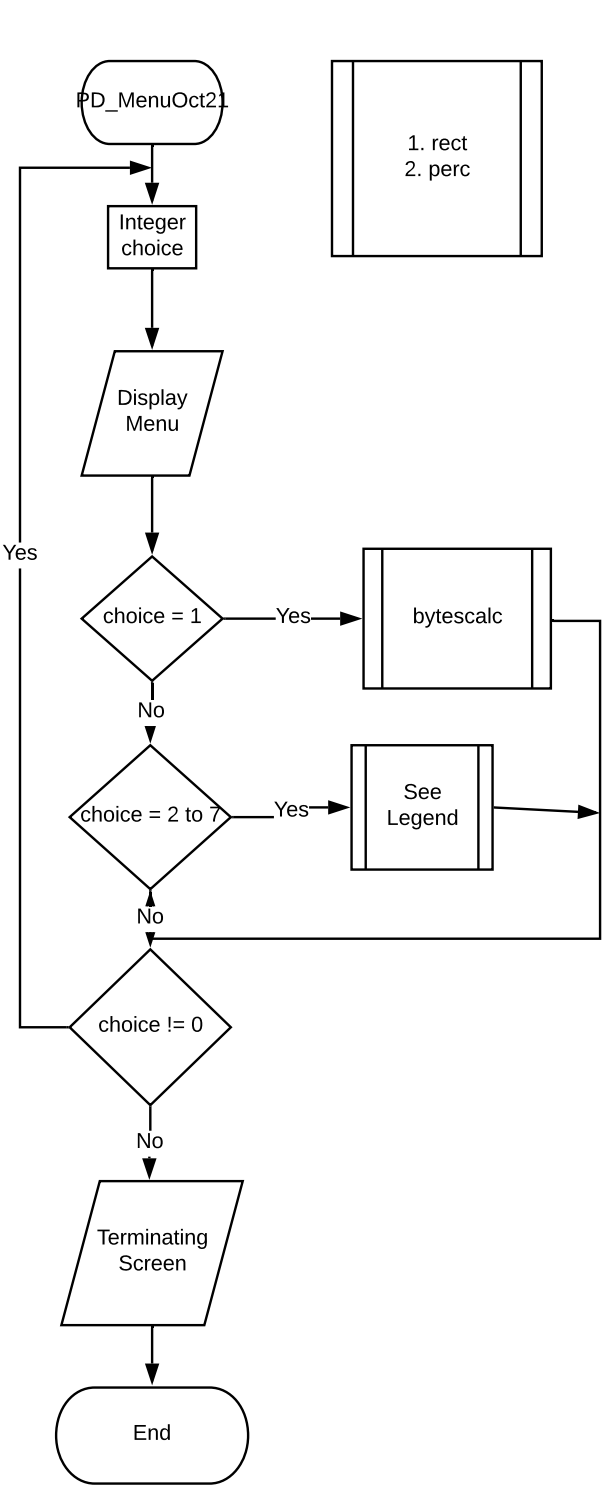 PD_MenuOct21
1. rect
2. perc
Integer
choice
Display
Menu
Yes
choice = 1
Yes
bytescalc
No
choice = 2 to 7
Yes
See
Legend
No
choice != 0
No
Terminating
Screen
End